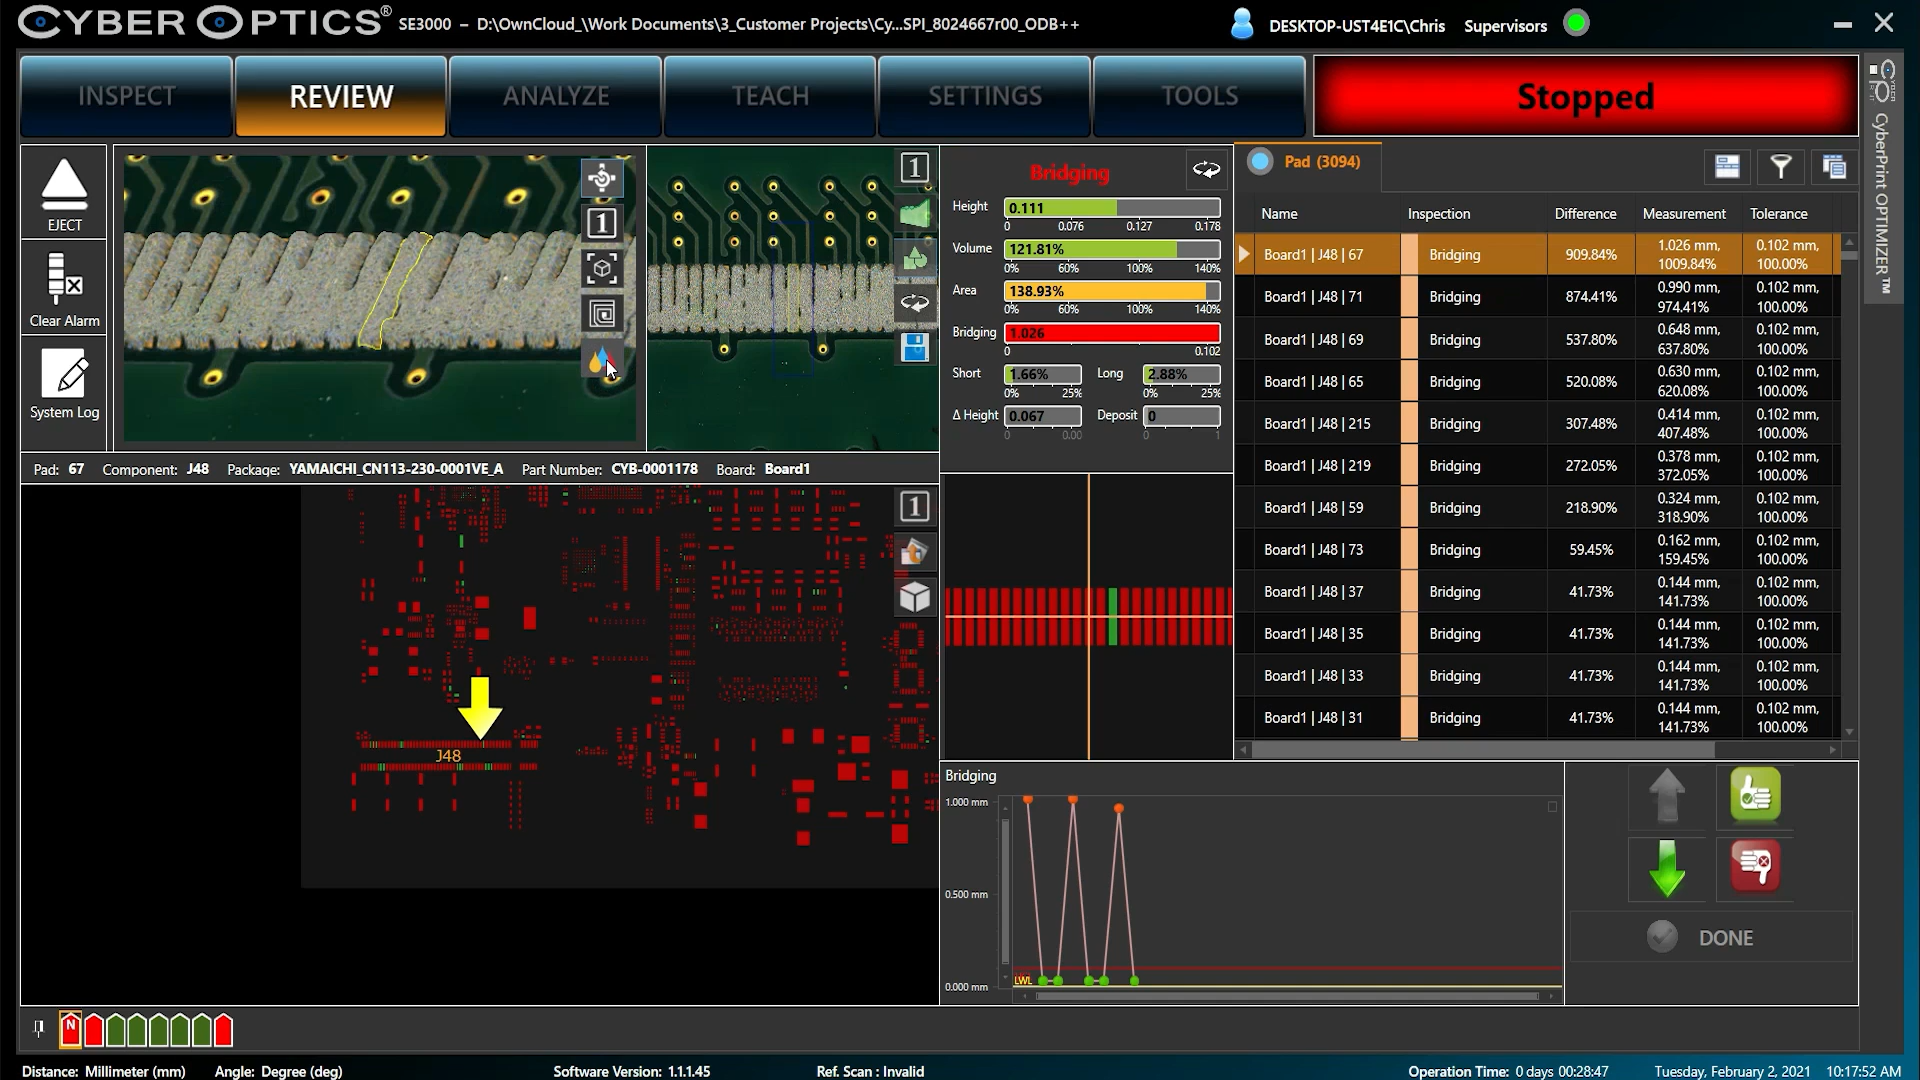 CYBEROPTICS® SE3000 – D:\OwnCloud_\Work Documents\3_Customer Projects\Cy...SPI_8024667r00_ODB++
DESKTOP-UST4E1C\Chris Supervisors
INSPECT REVIEW ANALYZE TEACH SETTINGS TOOLS Stopped
CyberPrint OPTIMIZER™
EJECT
Clear Alarm
System Log
1
1
Bridging
Height 0.111
0 0.076 0.127 0.178
Volume 121.81%
0% 60% 100% 140%
Area 138.93%
0% 60% 100% 140%
Bridging 1.026
0 0.102
Short 1.66% Long 2.88%
0% 25% 0% 25%
Δ Height 0.067 Deposit 0
0 0.00 0 1
Pad (3094)
Name Inspection Difference Measurement Tolerance
Board1 | J48 | 67 Bridging 909.84% 1.026 mm, 1009.84% 0.102 mm, 100.00%
Board1 | J48 | 71 Bridging 874.41% 0.990 mm, 974.41% 0.102 mm, 100.00%
Board1 | J48 | 69 Bridging 537.80% 0.648 mm, 637.80% 0.102 mm, 100.00%
Board1 | J48 | 65 Bridging 520.08% 0.630 mm, 620.08% 0.102 mm, 100.00%
Board1 | J48 | 215 Bridging 307.48% 0.414 mm, 407.48% 0.102 mm, 100.00%
Board1 | J48 | 219 Bridging 272.05% 0.378 mm, 372.05% 0.102 mm, 100.00%
Board1 | J48 | 59 Bridging 218.90% 0.324 mm, 318.90% 0.102 mm, 100.00%
Board1 | J48 | 73 Bridging 59.45% 0.162 mm, 159.45% 0.102 mm, 100.00%
Board1 | J48 | 37 Bridging 41.73% 0.144 mm, 141.73% 0.102 mm, 100.00%
Board1 | J48 | 35 Bridging 41.73% 0.144 mm, 141.73% 0.102 mm, 100.00%
Board1 | J48 | 33 Bridging 41.73% 0.144 mm, 141.73% 0.102 mm, 100.00%
Board1 | J48 | 31 Bridging 41.73% 0.144 mm, 141.73% 0.102 mm, 100.00%
Pad: 67 Component: J48 Package: YAMAICHI_CN113-230-0001VE_A Part Number: CYB-0001178 Board: Board1
1
J48
Bridging
1.000 mm
0.500 mm
LWL
0.000 mm
DONE
N
Distance: Millimeter (mm) Angle: Degree (deg) Software Version: 1.1.1.45 Ref. Scan : Invalid Operation Time: 0 days 00:28:47 Tuesday, February 2, 2021 10:17:52 AM